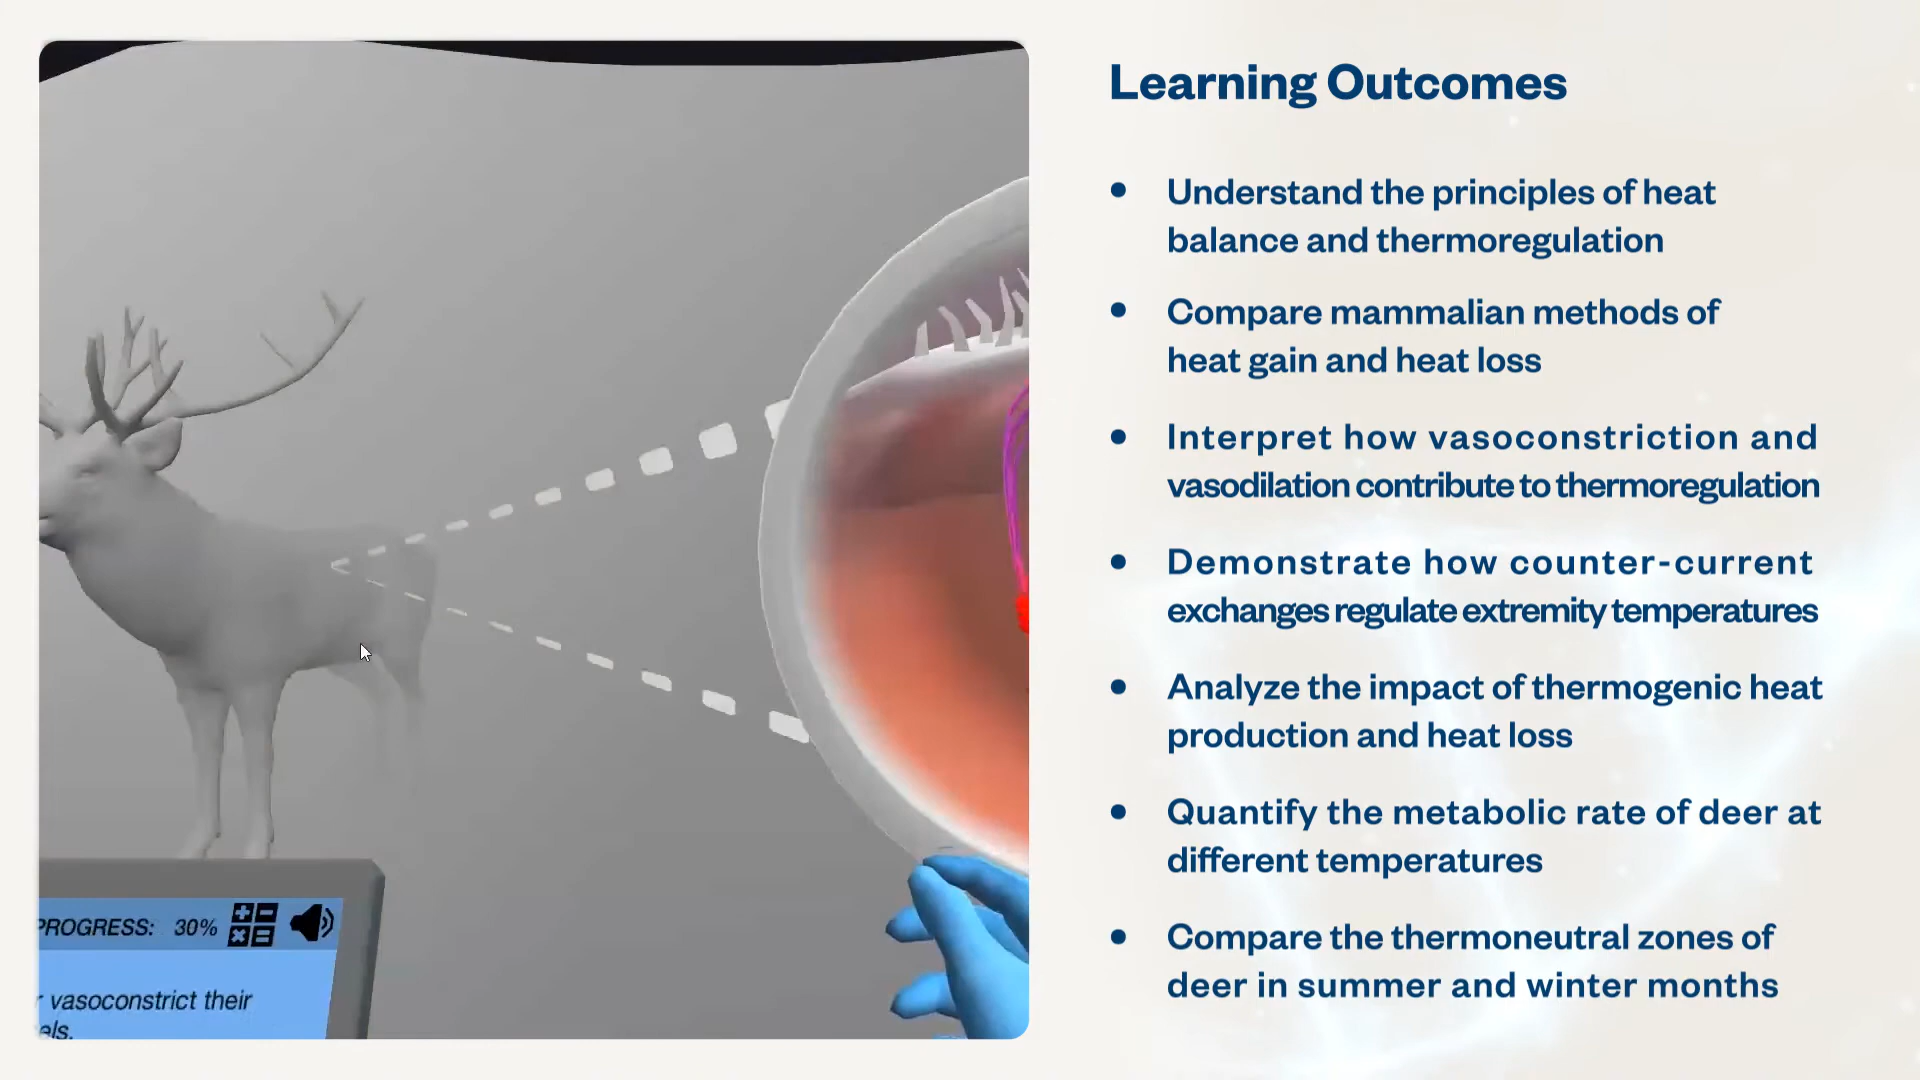 Learning Outcomes
• Understand the principles of heat
balance and thermoregulation
• Compare mammalian methods of
heat gain and heat loss
• Interpret how vasoconstriction and
vasodilation contribute to thermoregulation
• Demonstrate how counter-current
exchanges regulate extremity temperatures
• Analyze the impact of thermogenic heat
production and heat loss
• Quantify the metabolic rate of deer at
different temperatures
• Compare the thermoneutral zones of
deer in summer and winter months
PROGRESS: 30%
vasoconstrict their